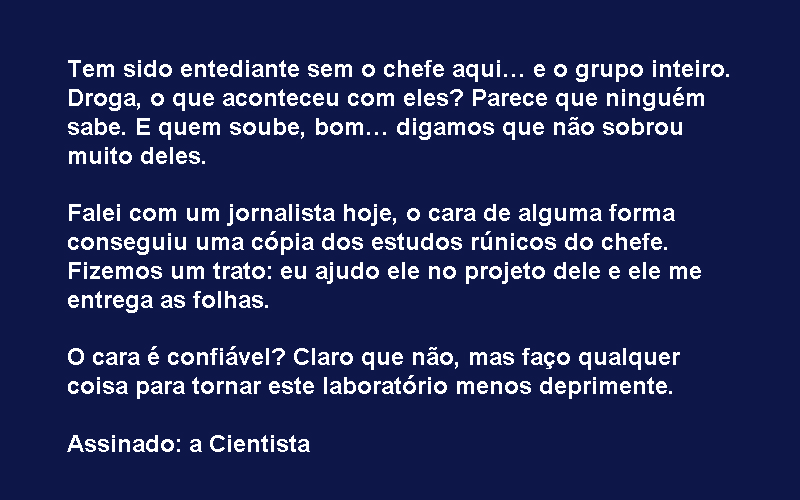 Tem sido entediante sem o chefe aqui… e o grupo inteiro.
Droga, o que aconteceu com eles? Parece que ninguém
sabe. E quem soube, bom… digamos que não sobrou
muito deles.
Falei com um jornalista hoje, o cara de alguma forma
conseguiu uma cópia dos estudos rúnicos do chefe.
Fizemos um trato: eu ajudo ele no projeto dele e ele me
entrega as folhas.
O cara é confiável? Claro que não, mas faço qualquer
coisa para tornar este laboratório menos deprimente.
Assinado: a Cientista